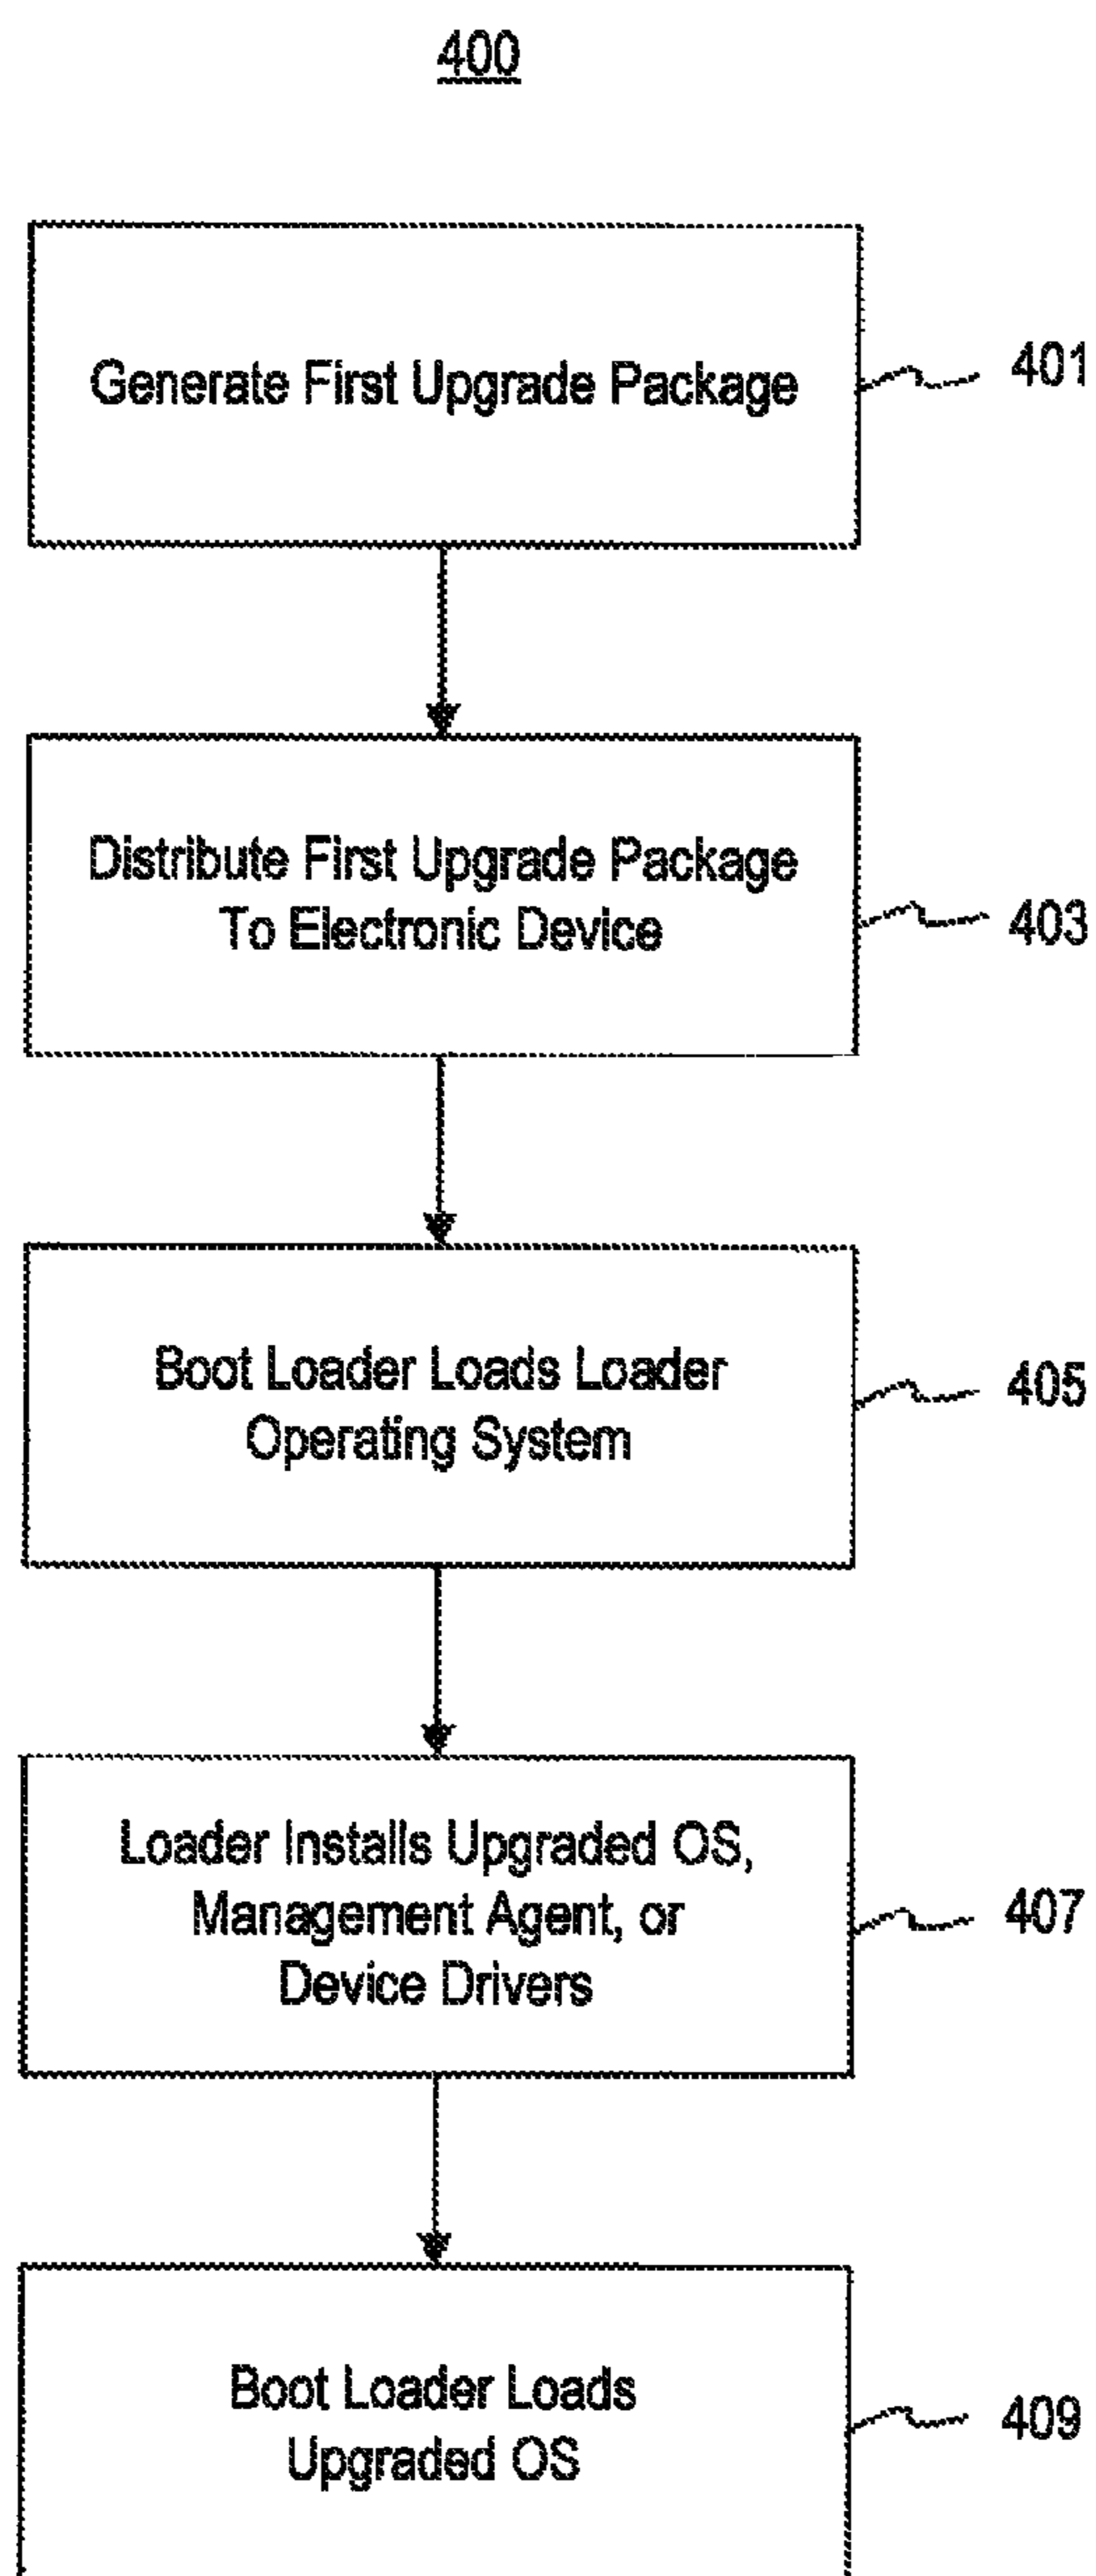 400
Generate First Upgrade Package
401
Distribute First Upgrade Package
To Electronic Device
403
Boot Loader Loads Loader
Operating System
405
Loader Installs Upgraded OS,
Management Agent, or
Device Drivers
407
Boot Loader Loads
Upgraded OS
409